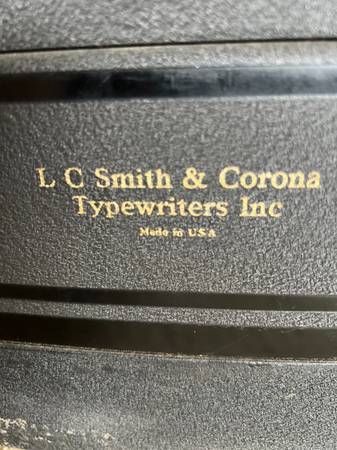 L C Smith & Corona
Typewriters Inc
Made in U S A